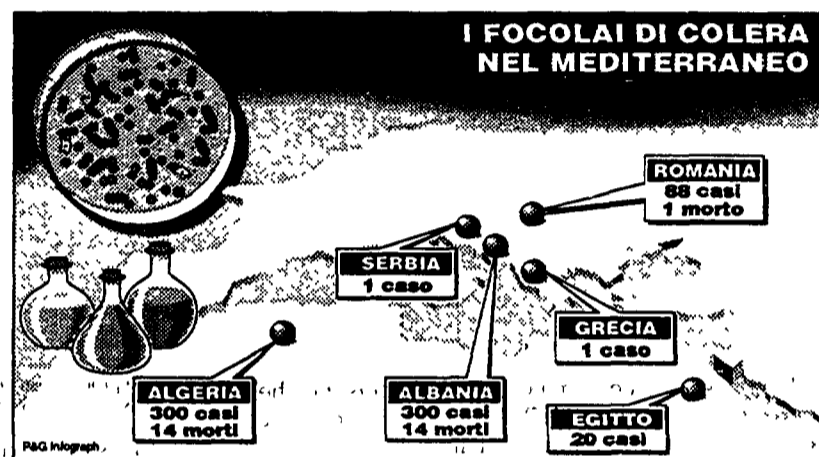 I FOCOLAI DI COLERA
NEL MEDITERRANEO
ROMANIA
88 casi
1 morto
SERBIA
1 caso
GRECIA
1 caso
ALGERIA
300 casi
14 morti
ALBANIA
300 casi
14 morti
EGITTO
20 casi
P&G Infograph